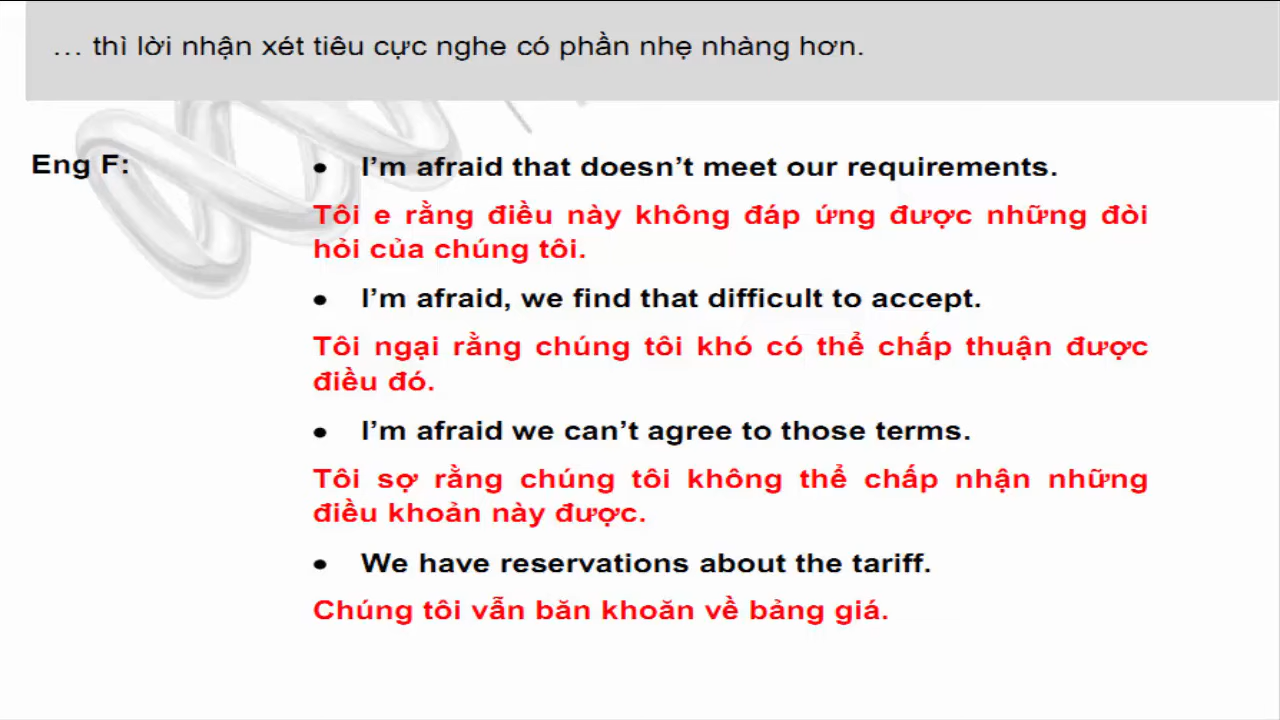 … thì lời nhận xét tiêu cực nghe có phần nhẹ nhàng hơn.
Eng F:
• I’m afraid that doesn’t meet our requirements.
Tôi e rằng điều này không đáp ứng được những đòi
hỏi của chúng tôi.
• I’m afraid, we find that difficult to accept.
Tôi ngại rằng chúng tôi khó có thể chấp thuận được
điều đó.
• I’m afraid we can’t agree to those terms.
Tôi sợ rằng chúng tôi không thể chấp nhận những
điều khoản này được.
• We have reservations about the tariff.
Chúng tôi vẫn băn khoăn về bảng giá.